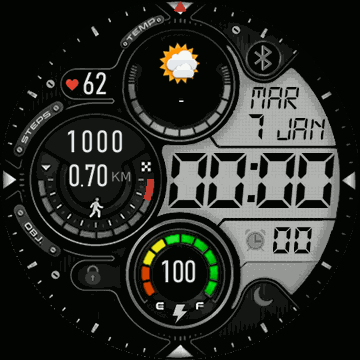 TEMP
62
-
MAR
7 JAN
STEPS
1000
0.70 KM
00:00
OBJ.
00
100
E F